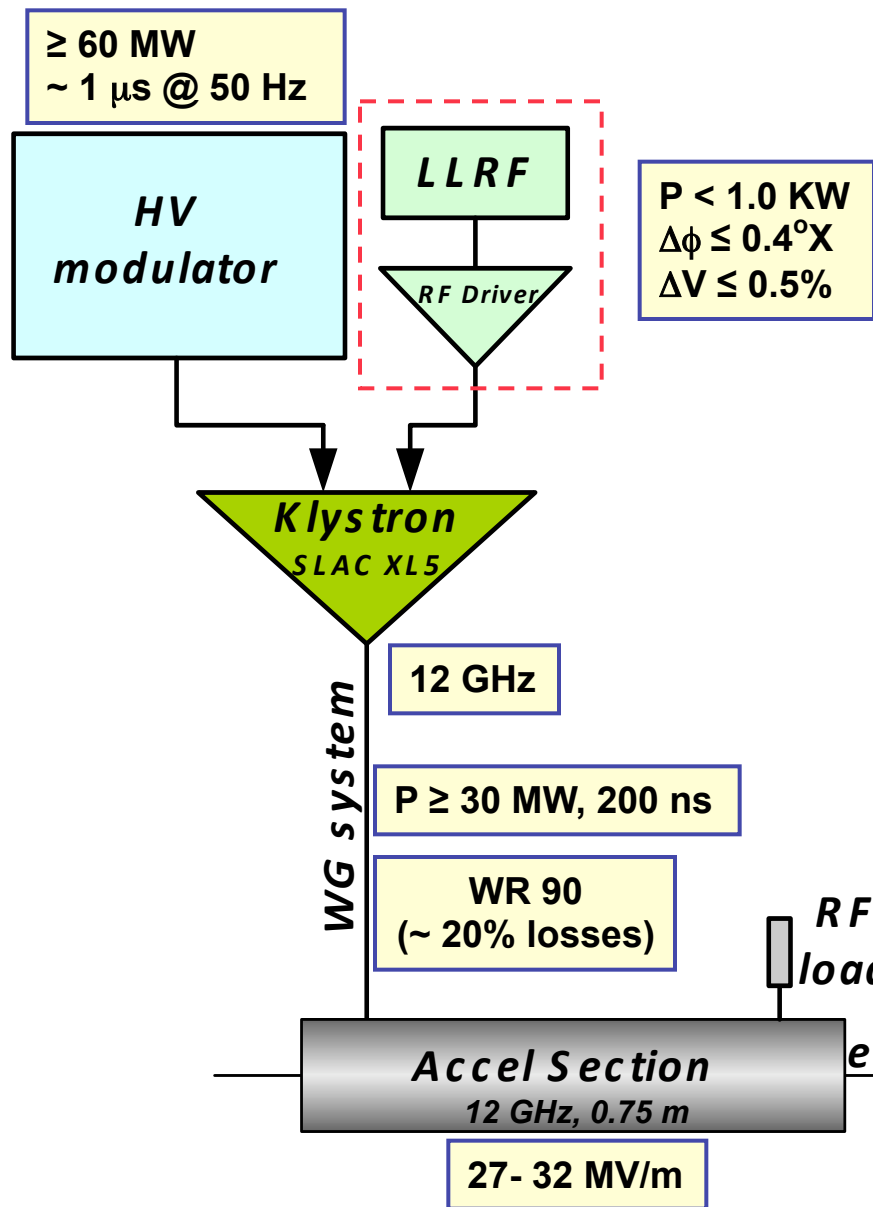 ≥ 60 MW
~ 1 μs @ 50 Hz
HV
modulator
LLRF
RF Driver
P < 1.0 KW
Δϕ ≤ 0.4°X
ΔV ≤ 0.5%
Klystron
SLAC XL5
12 GHz
WG system
P ≥ 30 MW, 200 ns
WR 90
(~ 20% losses)
RF
load
Accel Section
12 GHz, 0.75 m
e
27- 32 MV/m